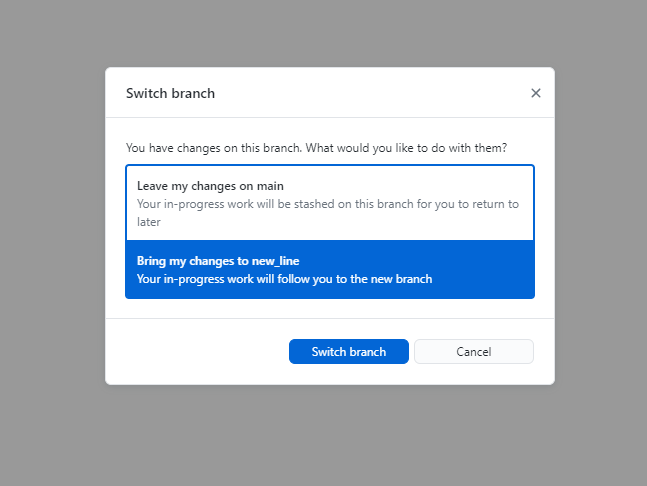 Switch branch
You have changes on this branch. What would you like to do with them?
Leave my changes on main
Your in-progress work will be stashed on this branch for you to return to
later
Bring my changes to new_line
Your in-progress work will follow you to the new branch
Switch branch
Cancel